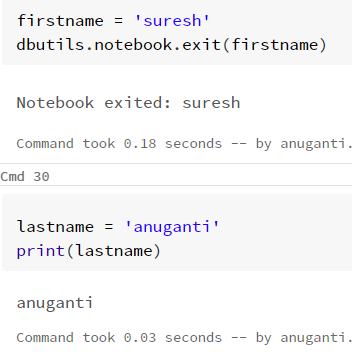 firstname = 'suresh'
dbutils.notebook.exit(firstname)
Notebook exited: suresh
Command took 0.18 seconds -- by anuganti.
Cmd 30
lastname = 'anuganti'
print(lastname)
anuganti
Command took 0.03 seconds -- by anuganti.